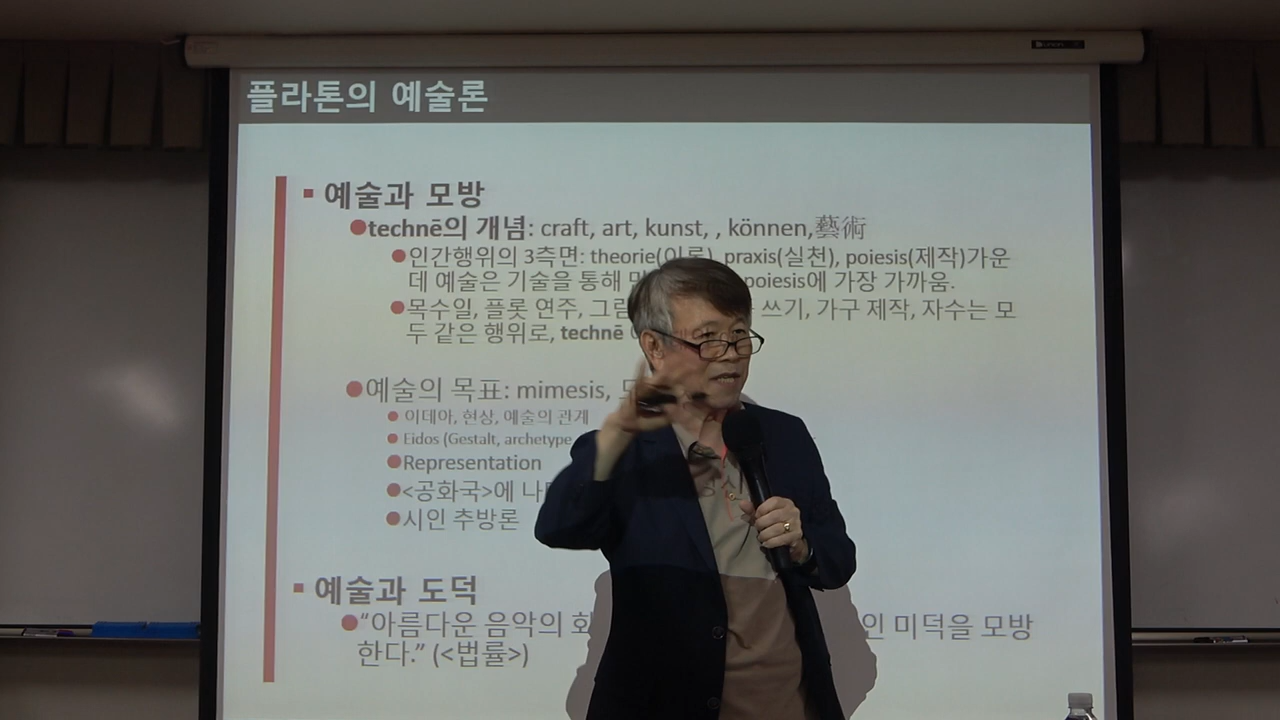 플라톤의 예술론
▪ 예술과 모방
●technē의 개념: craft, art, kunst, , können,藝術
●인간행위의 3측면: theorie(이론), praxis(실천), poiesis(제작)가운
데 예술은 기술을 통해 poiesis에 가장 가까움.
●목수일, 플롯 연주, 쓰기, 가구 제작, 자수는 모
두 같은 행위로, technē
●예술의 목표: mimesis,
● 이데아, 현상, 예술의 관계
● Eidos (Gestalt, archetype
●Representation
●<공화국>에
●시인 추방론
▪ 예술과 도덕
●“아름다운 음악의 미덕을 모방
한다.” (<법률>)